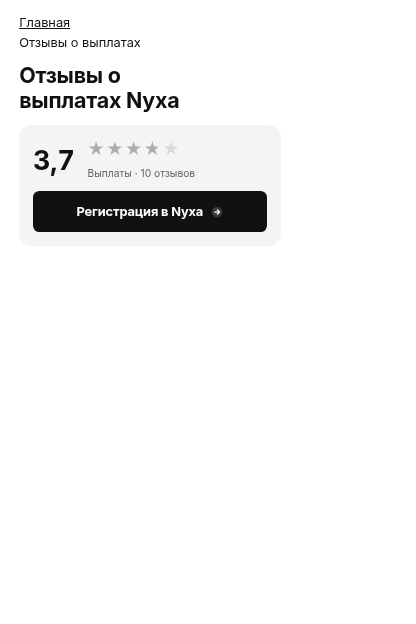 Главная
Отзывы о выплатах
Отзывы о
выплатах Nyxa
3,7
Выплаты · 10 отзывов
Регистрация в Nyxa